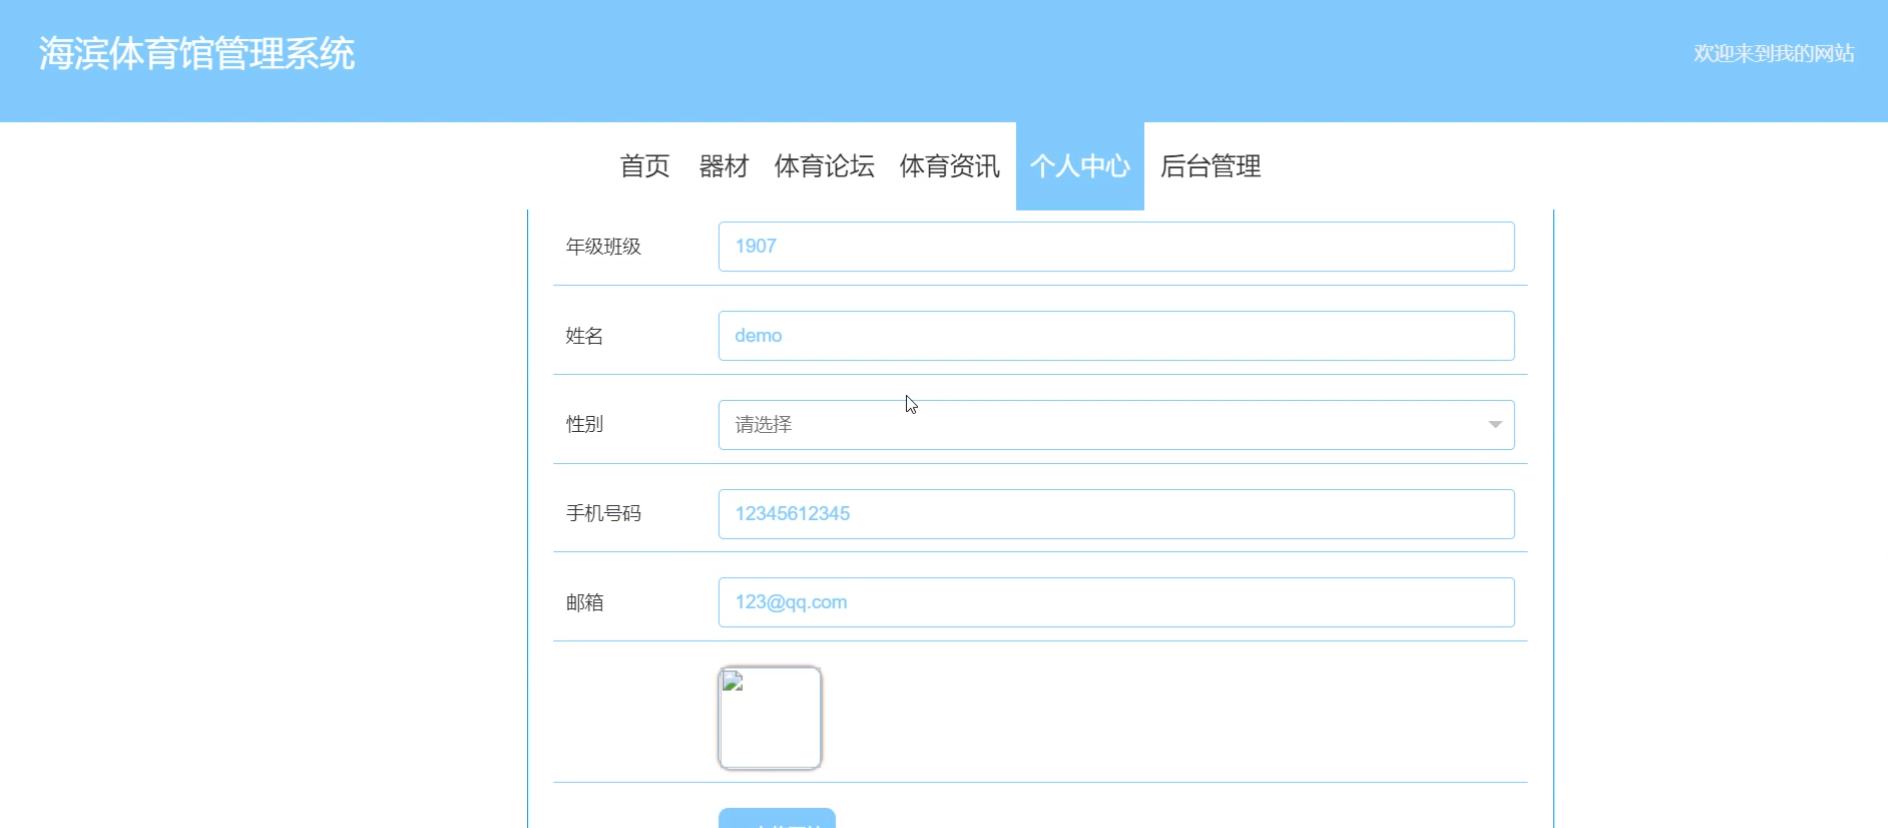 海滨体育馆管理系统
欢迎来到我的网站
首页 器材 体育论坛 体育资讯 个人中心 后台管理
年级班级 1907
姓名 demo
性别 请选择
手机号码 12345612345
邮箱 123@qq.com